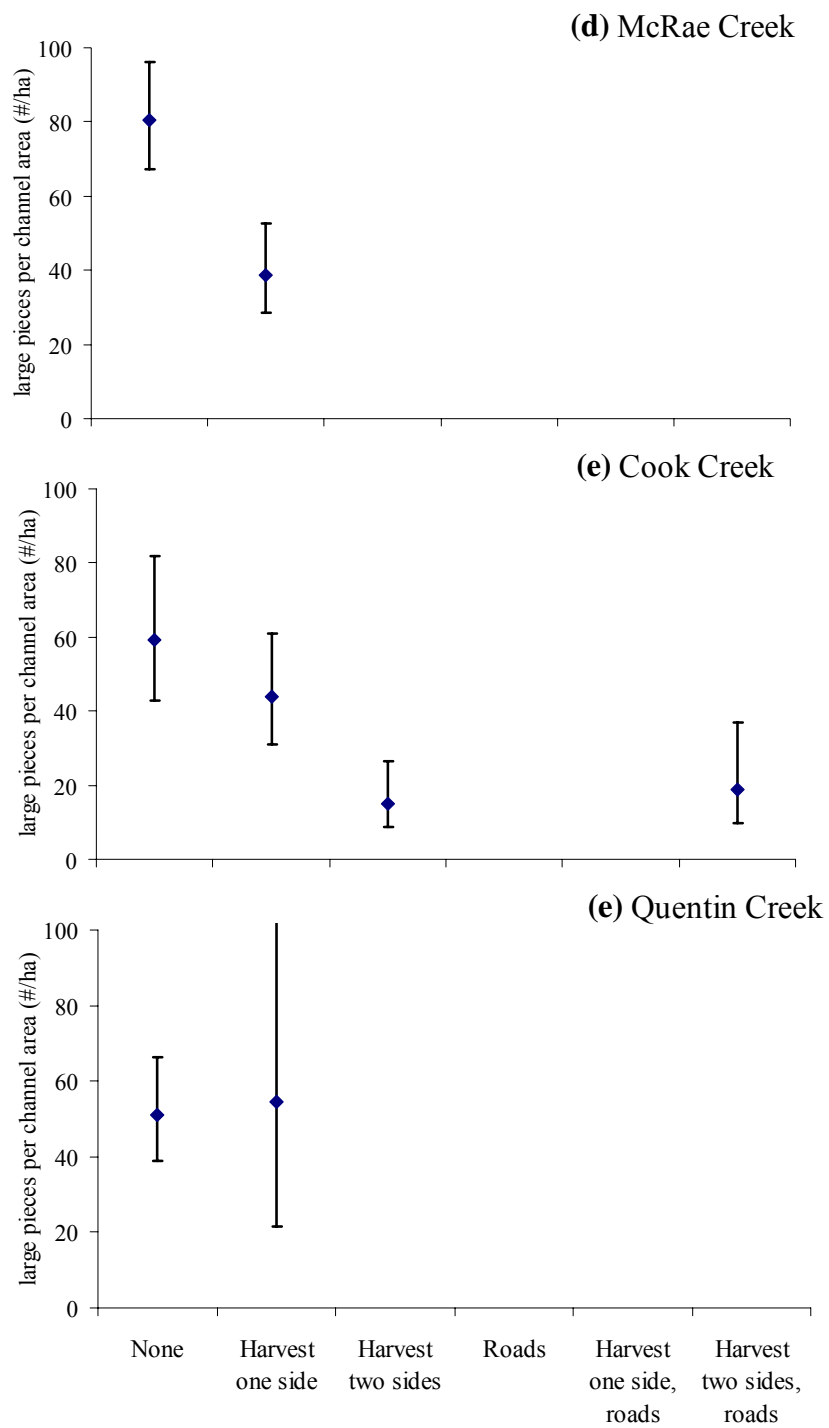 (d) McRae Creek
large pieces per channel area (#/ha)
100
80
60
40
20
0
(e) Cook Creek
large pieces per channel area (#/ha)
100
80
60
40
20
0
(e) Quentin Creek
large pieces per channel area (#/ha)
100
80
60
40
20
0
None
Harvest
one side
Harvest
two sides
Roads
Harvest
one side,
roads
Harvest
two sides,
roads